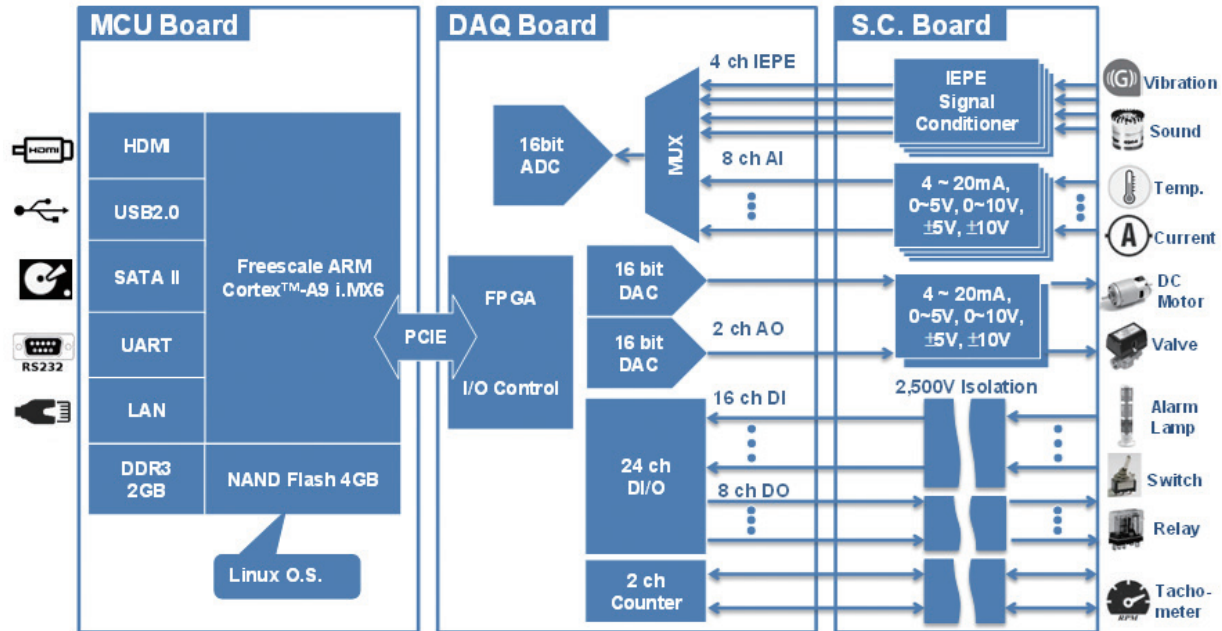 MCU Board
HDMI
HDMI
USB2.0
SATA II
UART
RS232
LAN
Freescale ARM
Cortex™-A9 i.MX6
DDR3
2GB
NAND Flash 4GB
Linux O.S.
PCIE
DAQ Board
4 ch IEPE
16bit
ADC
MUX
8 ch AI
FPGA
I/O Control
16 bit
DAC
16 bit
DAC
2 ch AO
16 ch DI
24 ch
DI/O
8 ch DO
2 ch
Counter
S.C. Board
IEPE
Signal
Conditioner
4 ~ 20mA,
0~5V, 0~10V,
±5V, ±10V
4 ~ 20mA,
0~5V, 0~10V,
±5V, ±10V
2,500V Isolation
(G)
Vibration
Sound
Temp.
A
Current
DC
Motor
Valve
Alarm
Lamp
Switch
Relay
RPM
Tacho-
meter